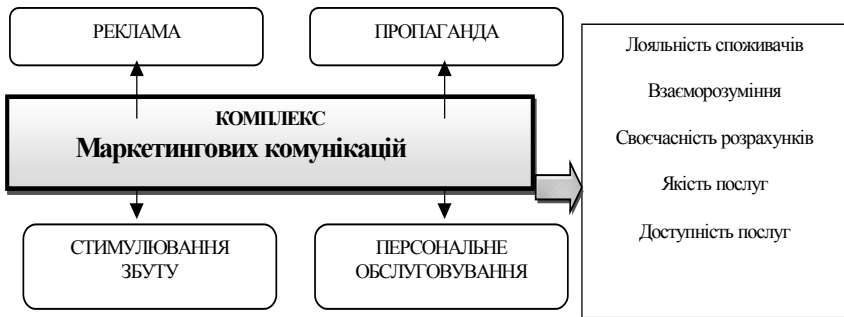 РЕКЛАМА
ПРОПАГАНДА
КОМПЛЕКС
Маркетингових комунікацій
СТИМУЛЮВАННЯ
ЗБУТУ
ПЕРСОНАЛЬНЕ
ОБСЛУГОВУВАННЯ
Лояльність споживачів
Взаєморозуміння
Своєчасність розрахунків
Якість послуг
Доступність послуг